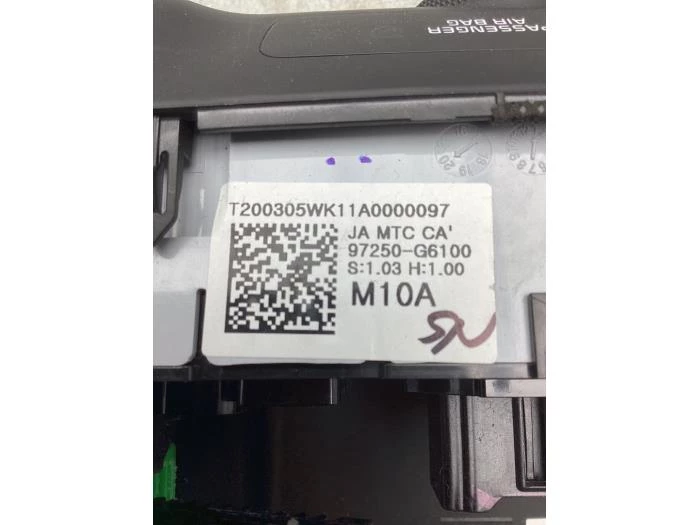 PASSENGER
AIR BAG
T200305WK11A0000097
JA MTC CA'
97250-G6100
S:1.03 H:1.00
M10A